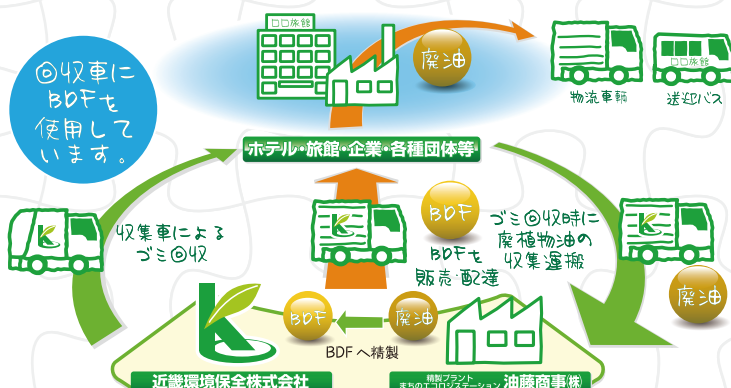 回収車に
BDFを
使用して
います。
ロロ旅館
廃油
ロロ旅館
物流車輌
送迎バス
ホテル・旅館・企業・各種団体等
収集車による
ゴミ回収
BDF
BDFを
販売・配達
ゴミ回収時に
廃植物油の
収集運搬
廃油
BDF
廃油
BDFへ精製
近畿環境保全株式会社
精製プラント
まちのエコロジステーション
油藤商事㈱